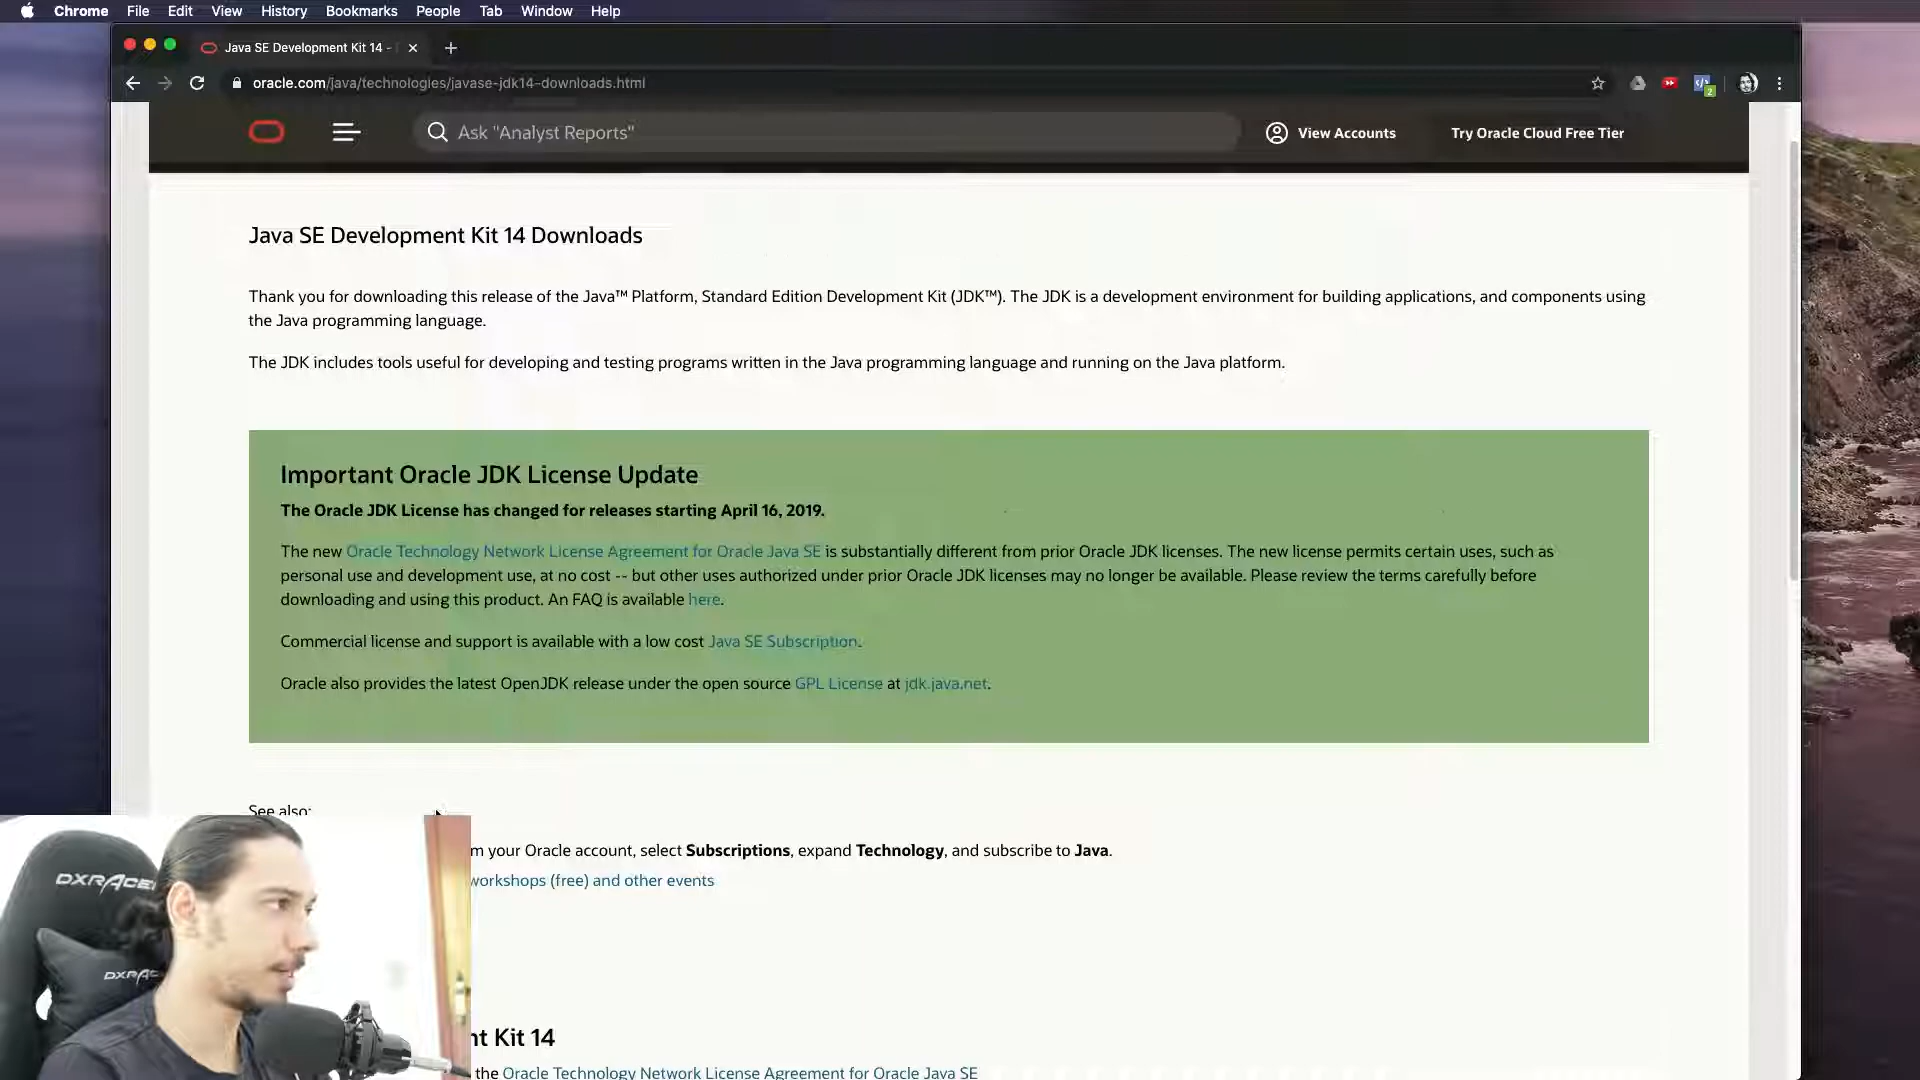 Chrome File Edit View History Bookmarks People Tab Window Help
Java SE Development Kit 14 -
oracle.com/java/technologies/javase-jdk14-downloads.html
2
Ask "Analyst Reports"
View Accounts
Try Oracle Cloud Free Tier
Java SE Development Kit 14 Downloads
Thank you for downloading this release of the Java™ Platform, Standard Edition Development Kit (JDK™). The JDK is a development environment for building applications, and components using
the Java programming language.
The JDK includes tools useful for developing and testing programs written in the Java programming language and running on the Java platform.
Important Oracle JDK License Update
The Oracle JDK License has changed for releases starting April 16, 2019.
The new Oracle Technology Network License Agreement for Oracle Java SE is substantially different from prior Oracle JDK licenses. The new license permits certain uses, such as
personal use and development use, at no cost -- but other uses authorized under prior Oracle JDK licenses may no longer be available. Please review the terms carefully before
downloading and using this product. An FAQ is available here.
Commercial license and support is available with a low cost Java SE Subscription.
Oracle also provides the latest OpenJDK release under the open source GPL License at jdk.java.net.
See also:
m your Oracle account, select Subscriptions, expand Technology, and subscribe to Java.
workshops (free) and other events
nt Kit 14
the Oracle Technology Network License Agreement for Oracle Java SE
DXRACE
DXRAC